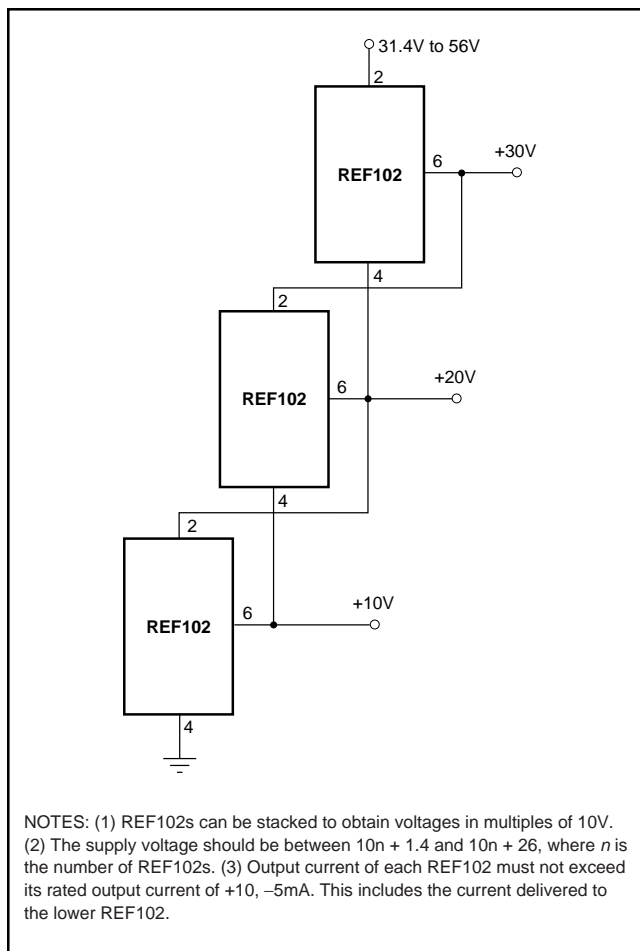 31.4V to 56V
2
REF102
6
+30V
4
2
REF102
6
+20V
4
2
REF102
6
+10V
4
NOTES: (1) REF102s can be stacked to obtain voltages in multiples of 10V.
(2) The supply voltage should be between 10n + 1.4 and 10n + 26, where n is
the number of REF102s. (3) Output current of each REF102 must not exceed
its rated output current of +10, −5mA. This includes the current delivered to
the lower REF102.